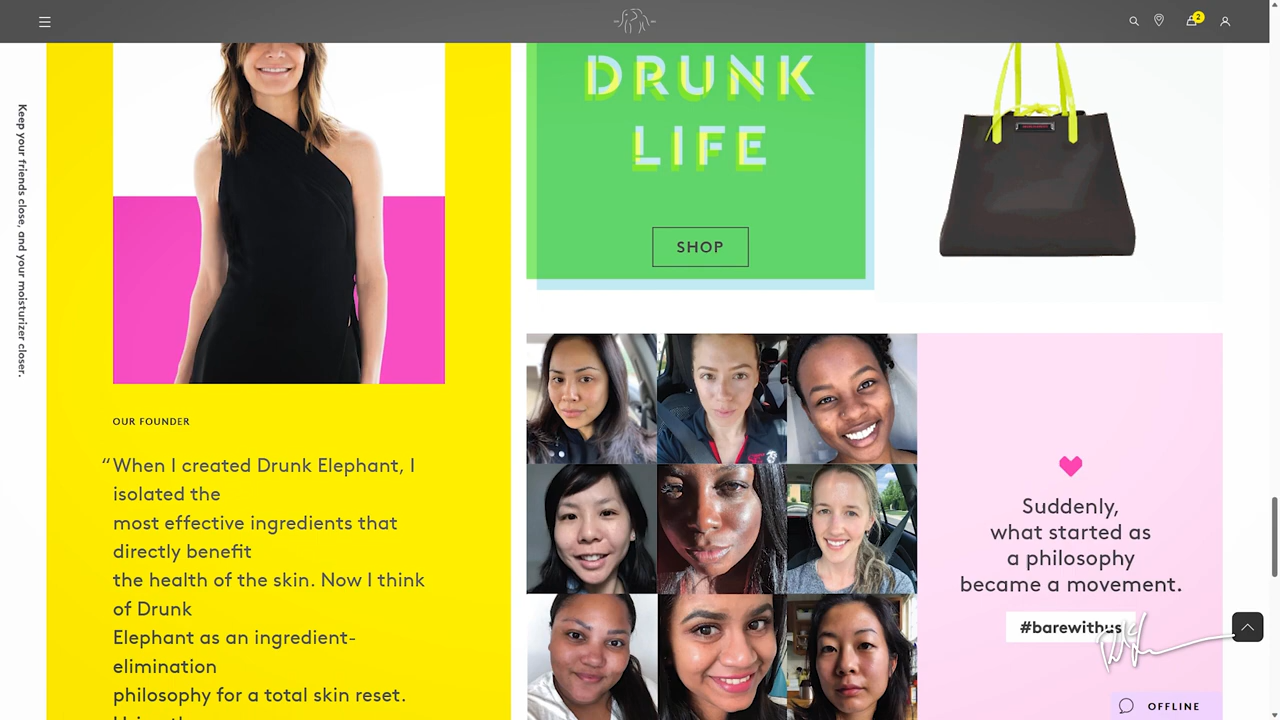 2
Keep your friends close, and your moisturizer closer.
OUR FOUNDER
“When I created Drunk Elephant, I
isolated the
most effective ingredients that
directly benefit
the health of the skin. Now I think
of Drunk
Elephant as an ingredient-
elimination
philosophy for a total skin reset.
DRUNK
LIFE
SHOP
Suddenly,
what started as
a philosophy
became a movement.
#barewithus
OFFLINE